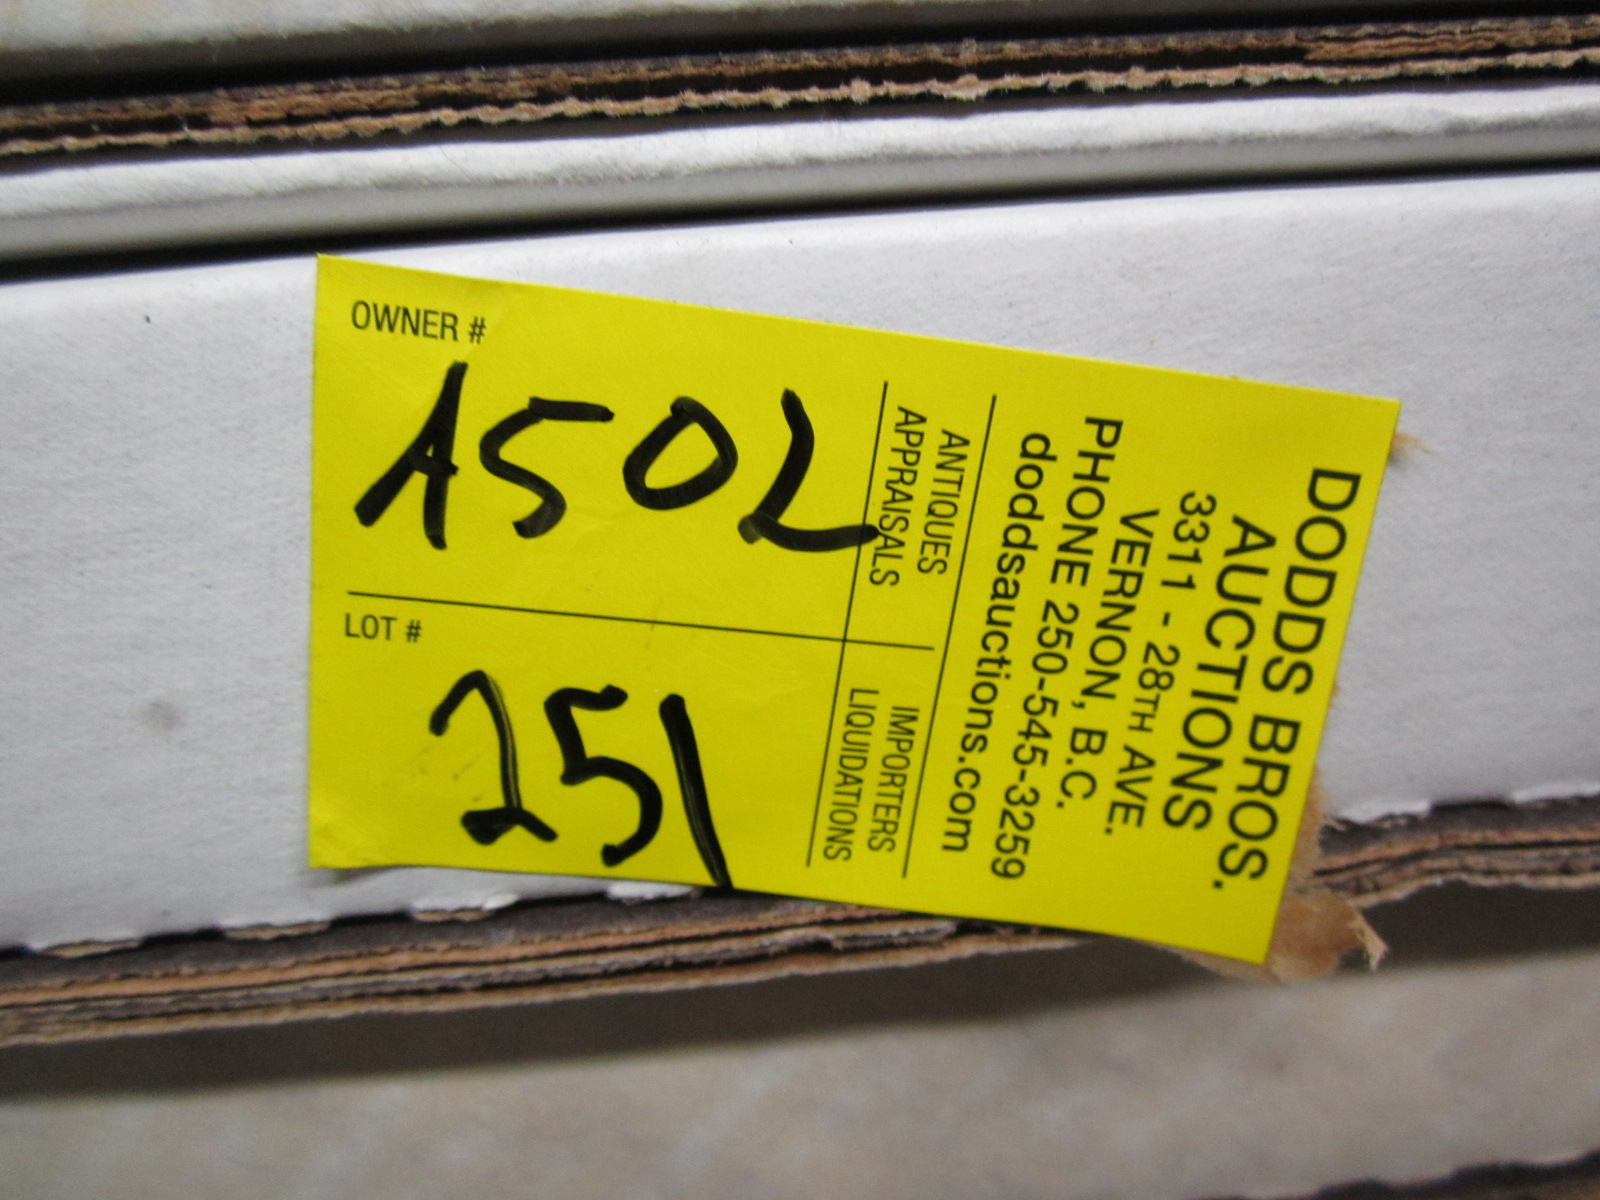 OWNER #
A502
LOT #
251
ANTIQUES
APPRAISALS
IMPORTERS
LIQUIDATIONS
DODDS BROS.
AUCTIONS
3311 - 28TH AVE.
VERNON, B.C.
PHONE 250-545-3259
doddsauctions.com